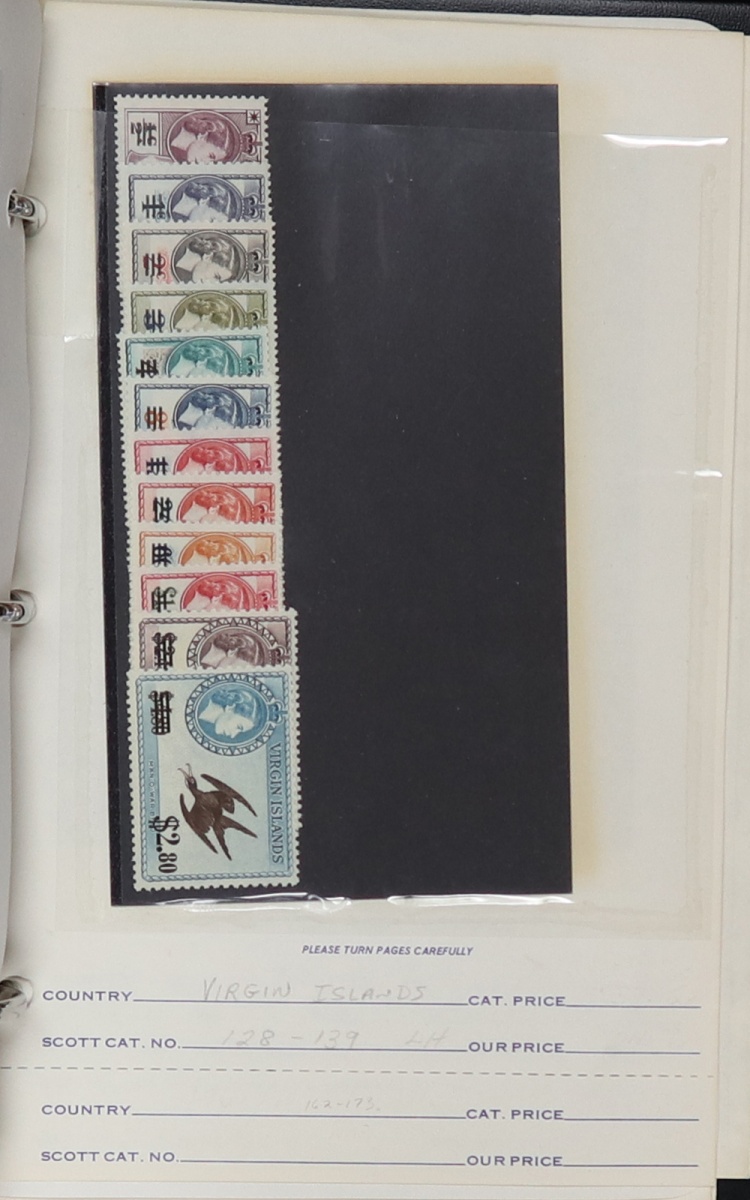 VIRGIN ISLANDS
$2.80
PLEASE TURN PAGES CAREFULLY
COUNTRY VIRGIN ISLANDS CAT. PRICE
SCOTT CAT. NO. 128 - 139 LH OUR PRICE
COUNTRY 162-173. CAT. PRICE
SCOTT CAT. NO. OUR PRICE